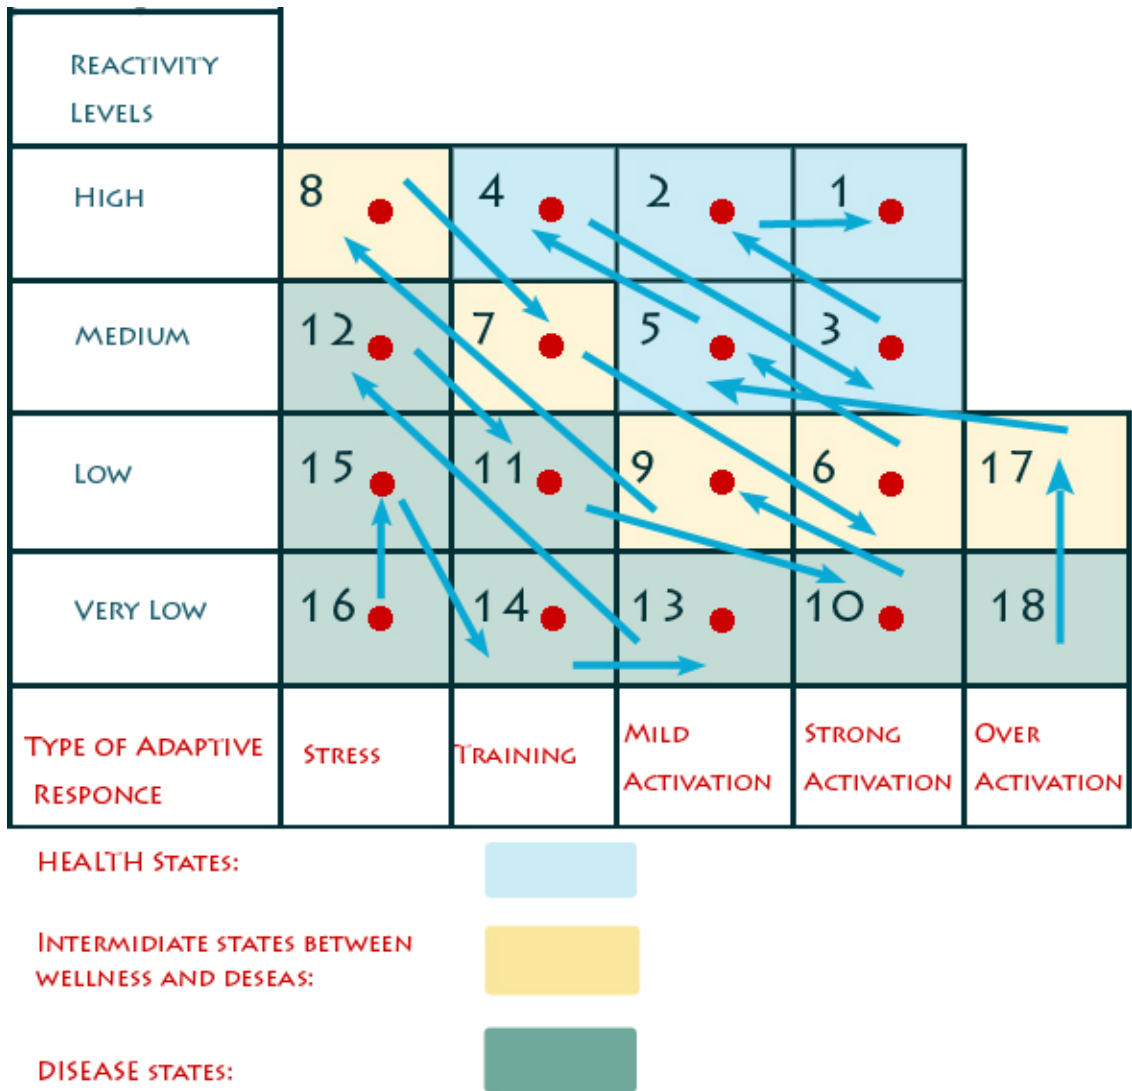 REACTIVITY
LEVELS
HIGH
8
4
2
1
MEDIUM
12
7
5
3
LOW
15
11
9
6
17
VERY LOW
16
14
13
10
18
TYPE OF ADAPTIVE
RESPONCE
STRESS
TRAINING
MILD
ACTIVATION
STRONG
ACTIVATION
OVER
ACTIVATION
HEALTH STATES:
INTERMIDIATE STATES BETWEEN
WELLNESS AND DESEAS:
DISEASE STATES: